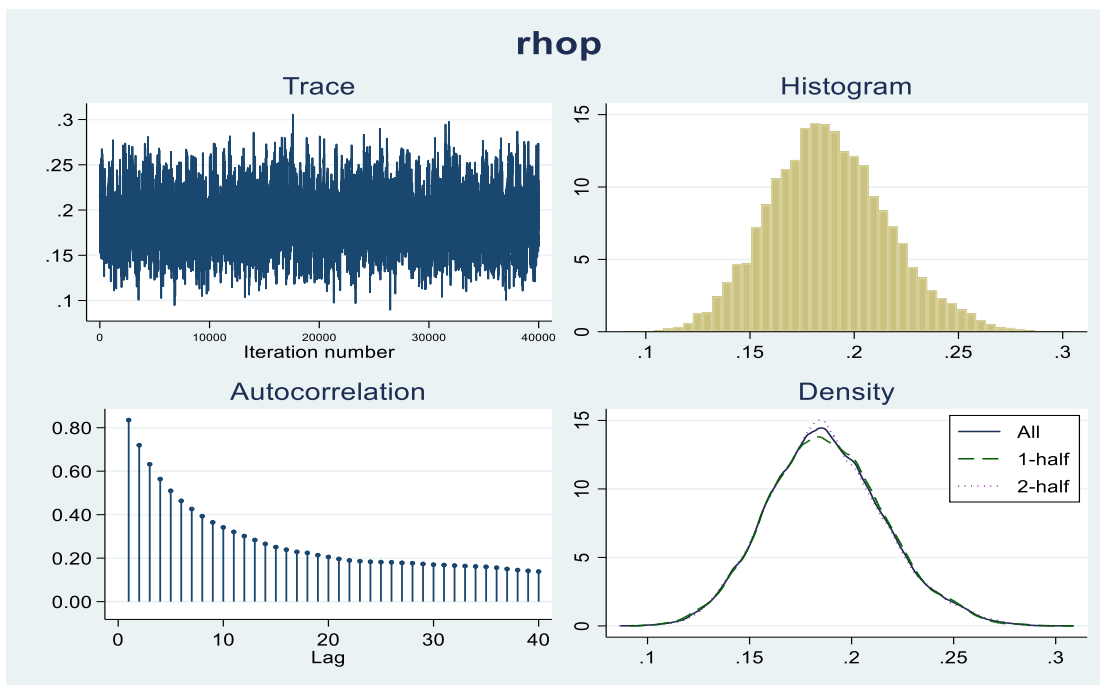 rhop
Trace
.3
.25
.2
.15
.1
0 10000 20000 30000 40000
Iteration number
Histogram
15
10
5
0
.1 .15 .2 .25 .3
Autocorrelation
0.80
0.60
0.40
0.20
0.00
0 10 20 30 40
Lag
Density
15
10
5
0
.1 .15 .2 .25 .3
All
1-half
2-half